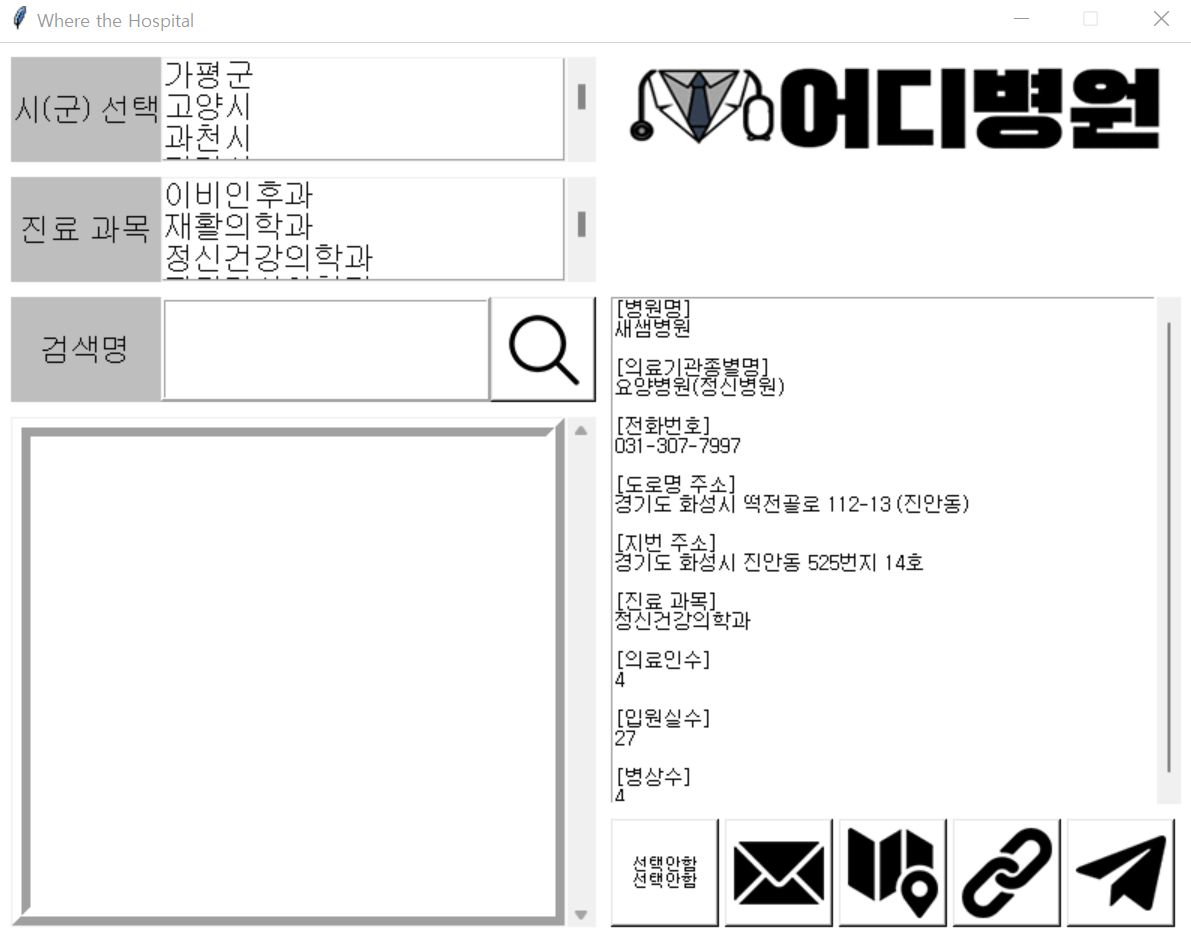 Where the Hospital
시(군) 선택
가평군
고양시
과천시
어디병원
진료 과목
이비인후과
재활의학과
정신건강의학과
검색명
[병원명]
새샘병원
[의료기관종별명]
요양병원(정신병원)
[전화번호]
031-307-7997
[도로명 주소]
경기도 화성시 떡전골로 112-13 (진안동)
[지번 주소]
경기도 화성시 진안동 525번지 14호
[진료 과목]
정신건강의학과
[의료인수]
4
[입원실수]
27
[병상수]
4
선택안함
선택안함